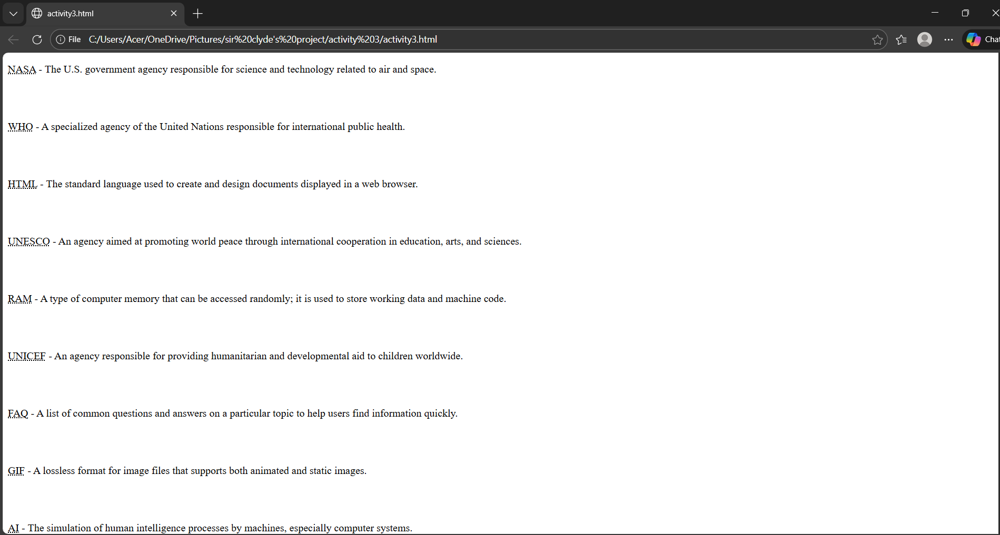 activity3.html
File C:/Users/Acer/OneDrive/Pictures/sir%20clyde's%20project/activity%203/activity3.html
Chat
NASA - The U.S. government agency responsible for science and technology related to air and space.
WHO - A specialized agency of the United Nations responsible for international public health.
HTML - The standard language used to create and design documents displayed in a web browser.
UNESCO - An agency aimed at promoting world peace through international cooperation in education, arts, and sciences.
RAM - A type of computer memory that can be accessed randomly; it is used to store working data and machine code.
UNICEF - An agency responsible for providing humanitarian and developmental aid to children worldwide.
FAQ - A list of common questions and answers on a particular topic to help users find information quickly.
GIF - A lossless format for image files that supports both animated and static images.
AI - The simulation of human intelligence processes by machines, especially computer systems.